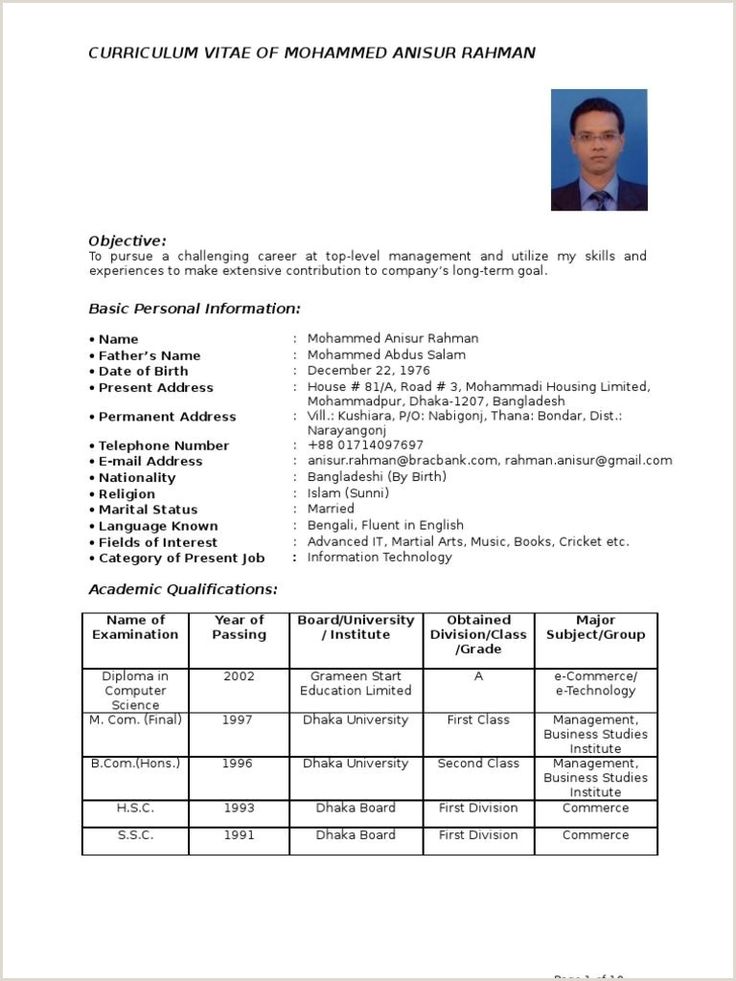 CURRICULUM VITAE OF MOHAMMED ANISUR RAHMAN
Objective:
To pursue a challenging career at top-level management and utilize my skills and
experiences to make extensive contribution to company's long-term goal.
Basic Personal Information:
• Name : Mohammed Anisur Rahman
• Father's Name : Mohammed Abdus Salam
• Date of Birth : December 22, 1976
• Present Address : House # 81/A, Road # 3, Mohammadi Housing Limited,
Mohammadpur, Dhaka-1207, Bangladesh
• Permanent Address : Vill.: Kushiara, P/O: Nabigonj, Thana: Bondar, Dist.:
Narayangonj
• Telephone Number : +88 01714097697
• E-mail Address : anisur.rahman@bracbank.com, rahman.anisur@gmail.com
• Nationality : Bangladeshi (By Birth)
• Religion : Islam (Sunni)
• Marital Status : Married
• Language Known : Bengali, Fluent in English
• Fields of Interest : Advanced IT, Martial Arts, Music, Books, Cricket etc.
• Category of Present Job : Information Technology
Academic Qualifications:
Name of Year of Board/University Obtained Major
Examination Passing / Institute Division/Class Subject/Group
/Grade
Diploma in 2002 Grameen Start A e-Commerce/
Computer Education Limited e-Technology
Science
M. Com. (Final) 1997 Dhaka University First Class Management,
Business Studies
Institute
B.Com.(Hons.) 1996 Dhaka University Second Class Management,
Business Studies
Institute
H.S.C. 1993 Dhaka Board First Division Commerce
S.S.C. 1991 Dhaka Board First Division Commerce
Page 1 of 10